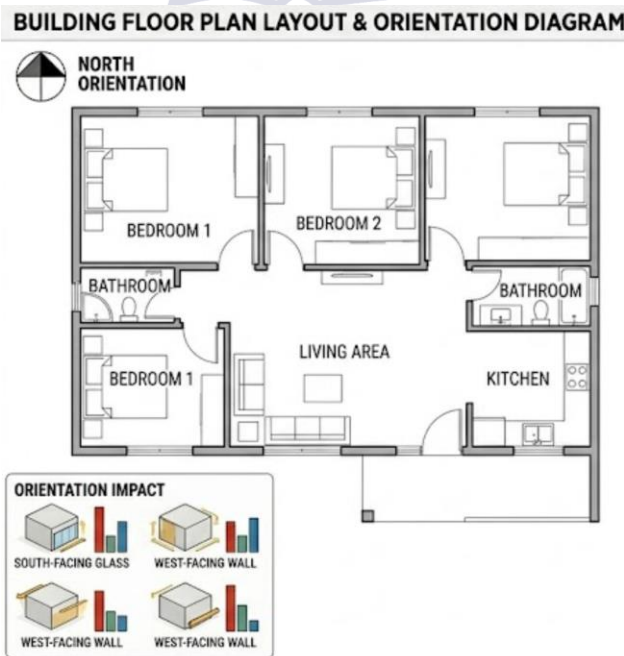 BUILDING FLOOR PLAN LAYOUT & ORIENTATION DIAGRAM
NORTH
ORIENTATION
BEDROOM 1
BEDROOM 2
BATHROOM
BATHROOM
BEDROOM 1
LIVING AREA
KITCHEN
ORIENTATION IMPACT
SOUTH-FACING GLASS
WEST-FACING WALL
WEST-FACING WALL
WEST-FACING WALL